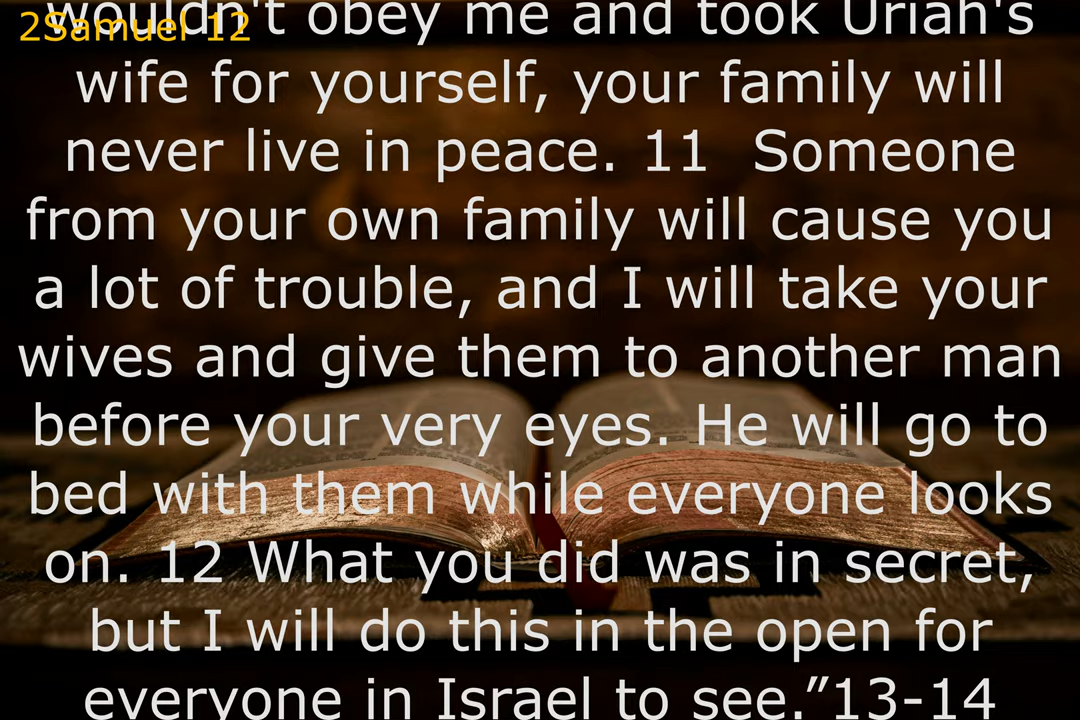 2Samuel 12
wouldn't obey me and took Uriah's
wife for yourself, your family will
never live in peace. 11  Someone
from your own family will cause you
a lot of trouble, and I will take your
wives and give them to another man
before your very eyes. He will go to
bed with them while everyone looks
on. 12 What you did was in secret,
but I will do this in the open for
everyone in Israel to see.”13-14